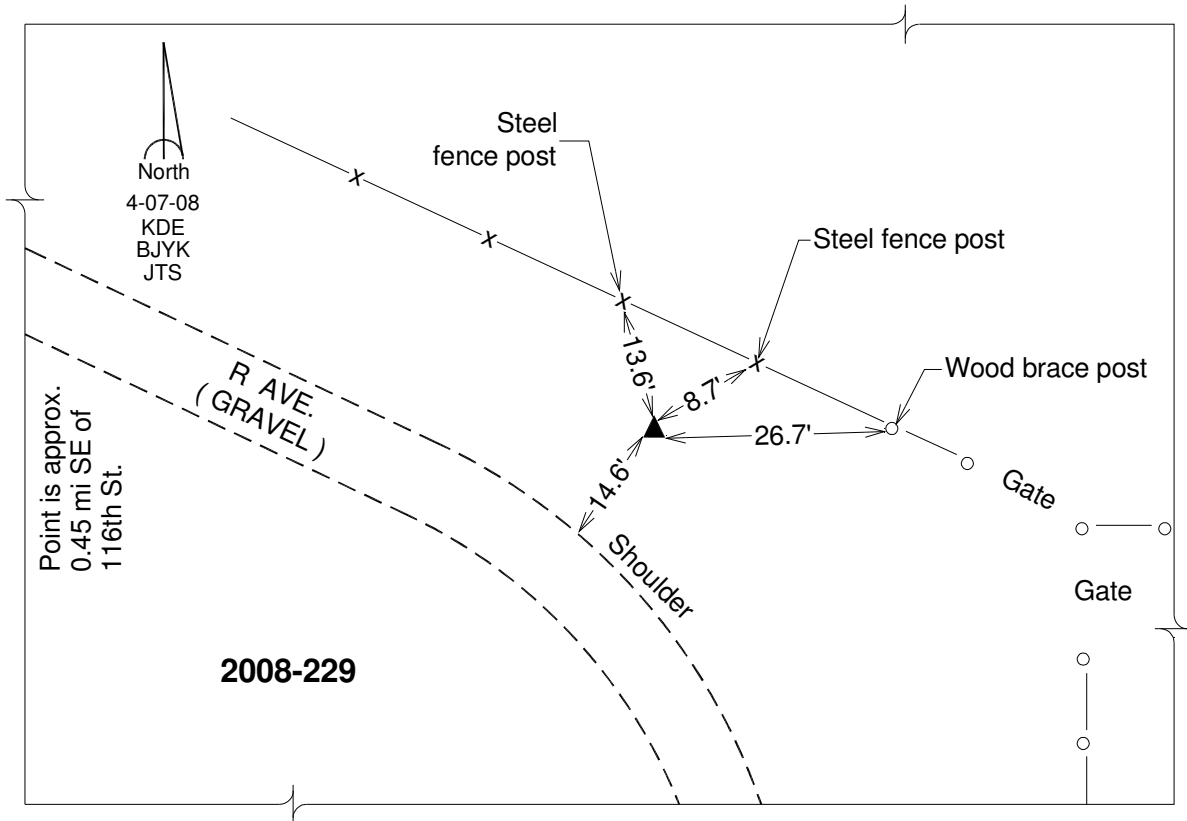 North
4-07-08
KDE
BJYK
JTS
Steel
fence post
Steel fence post
Wood brace post
13.6'
8.7'
26.7'
14.6'
R AVE.
( GRAVEL )
Shoulder
Gate
Gate
Point is approx.
0.45 mi SE of
116th St.
2008-229
x
x
x
x